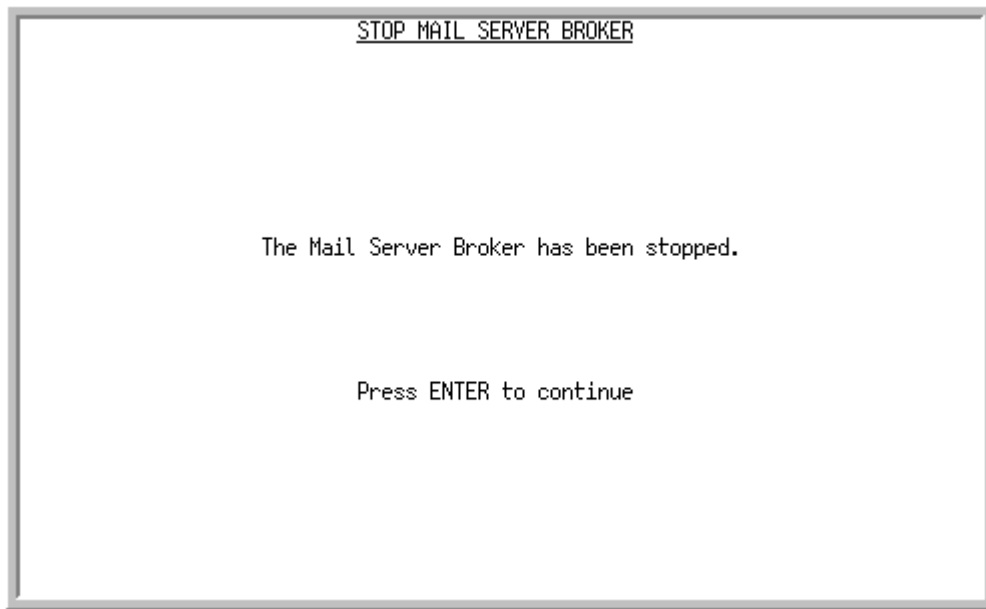 STOP MAIL SERVER BROKER
The Mail Server Broker has been stopped.
Press ENTER to continue